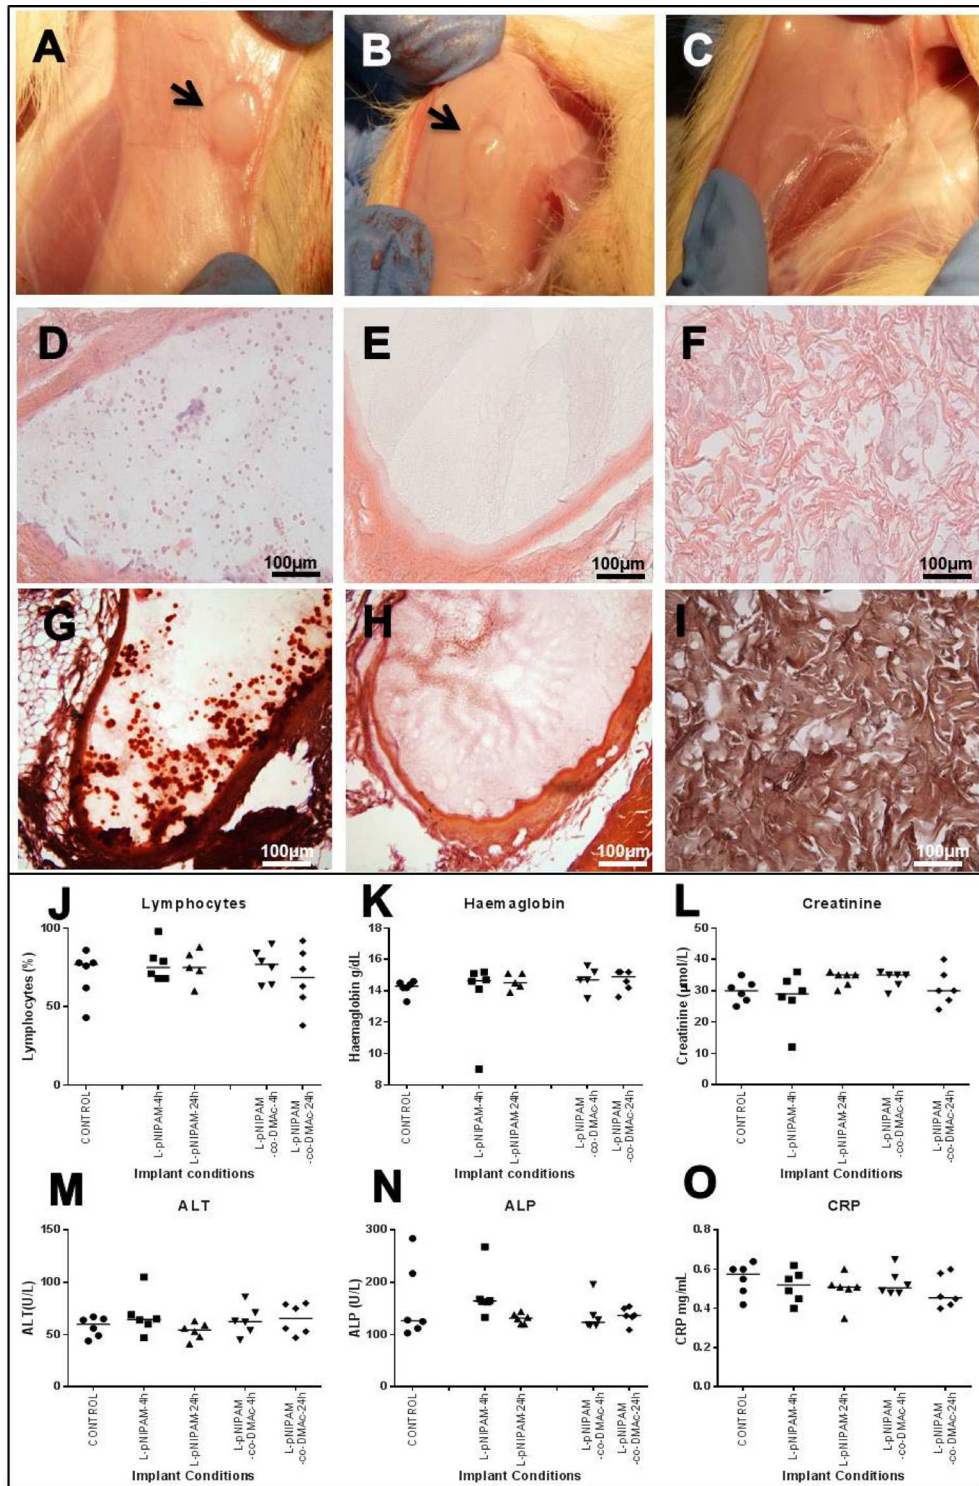 A
B
C
D
100µm
E
100µm
F
100µm
G
100µm
H
100µm
I
100µm
J
Lymphocytes
100
50
0
Lymphocytes (%)
CONTROL
L-pNIPAM-4h
L-pNIPAM-24h
L-pNIPAM
-co-DMAc-4h
L-pNIPAM
-co-DMAc-24h
Implant conditions
K
Haemaglobin
18
16
14
12
10
8
Haemaglobin g/dL
CONTROL
L-pNIPAM-4h
L-pNIPAM-24h
L-pNIPAM
-co-DMAc-4h
L-pNIPAM
-co-DMAc-24h
Implant Conditions
L
Creatinine
50
40
30
20
10
0
Creatinine (µmol/L)
CONTROL
L-pNIPAM-4h
L-pNIPAM-24h
L-pNIPAM
-co-DMAc-4h
L-pNIPAM
-co-DMAc-24h
Implant Conditions
M
ALT
150
100
50
0
ALT(U/L)
CONTROL
L-pNIPAM-4h
L-pNIPAM-24h
L-pNIPAM
-co-DMAc-4h
L-pNIPAM
-co-DMAc-24h
Implant Conditions
N
ALP
300
200
100
0
ALP (U/L)
CONTROL
L-pNIPAM-4h
L-pNIPAM-24h
L-pNIPAM
-co-DMAc-4h
L-pNIPAM
-co-DMAc-24h
Implant Conditions
O
CRP
0.8
0.6
0.4
0.2
0.0
CRP mg/mL
CONTROL
L-pNIPAM-4h
L-pNIPAM-24h
L-pNIPAM
-co-DMAc-4h
L-pNIPAM
-co-DMAc-24h
Implant Conditions